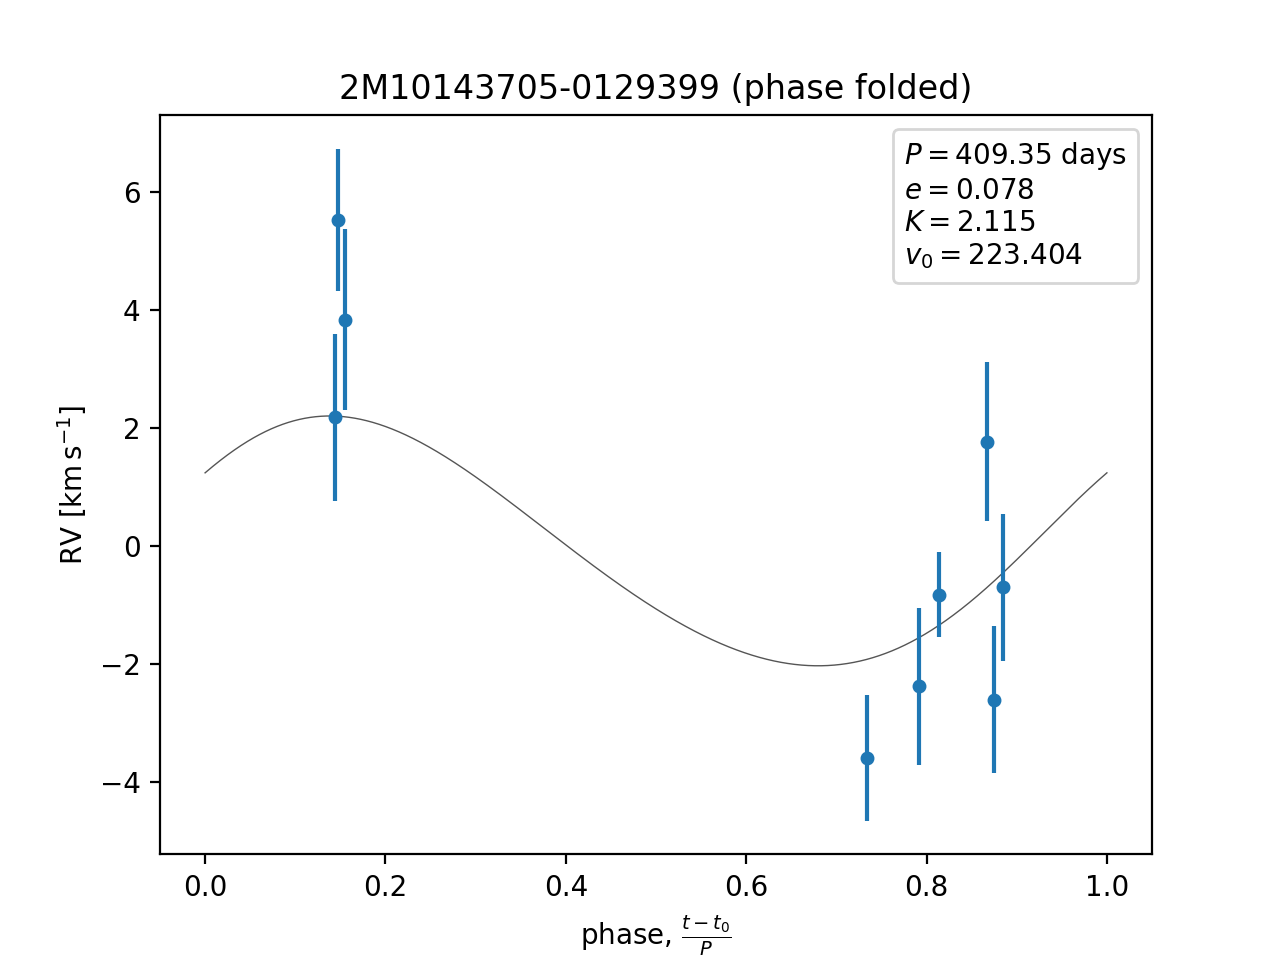 2M10143705-0129399 (phase folded)
P = 409.35 days
e = 0.078
K = 2.115
v₀ = 223.404
RV [km s⁻¹]
6
4
2
0
−2
−4
0.0 0.2 0.4 0.6 0.8 1.0
phase, (t − t₀)/P